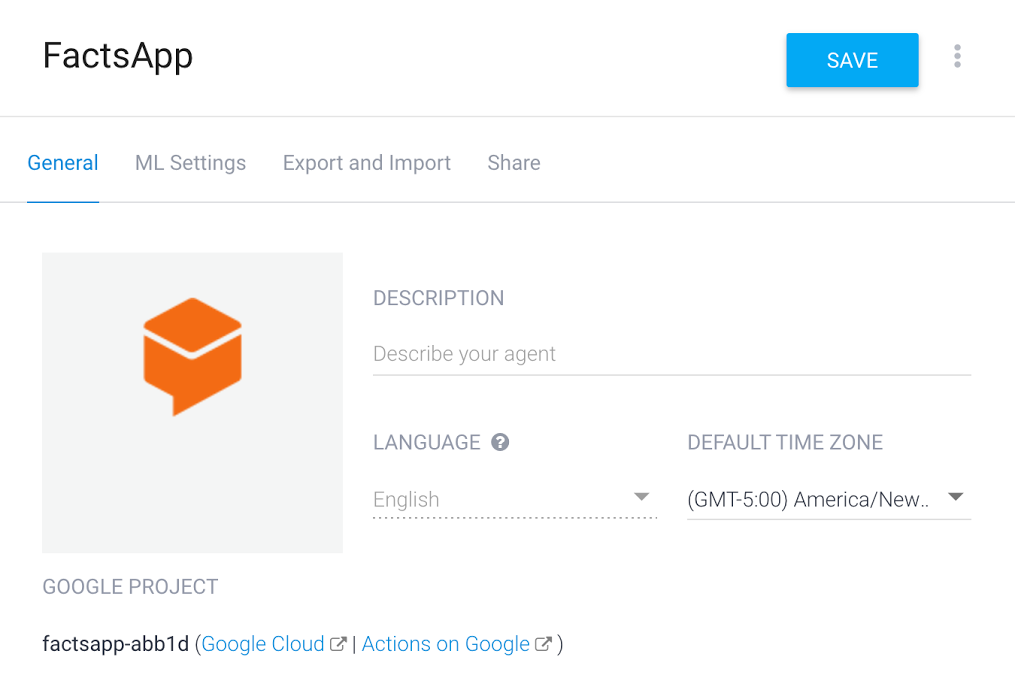 FactsApp
SAVE
General ML Settings Export and Import Share
DESCRIPTION
Describe your agent
LANGUAGE ?
DEFAULT TIME ZONE
English
(GMT-5:00) America/New..
GOOGLE PROJECT
factsapp-abb1d (Google Cloud | Actions on Google )